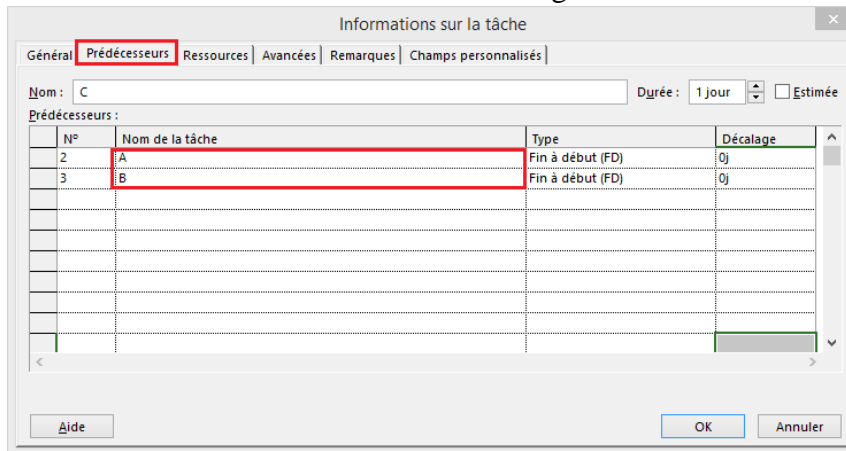 Informations sur la tâche
Général Prédécesseurs Ressources Avancées Remarques Champs personnalisés
Nom : C Durée : 1 jour Estimée
Prédécesseurs :
N° Nom de la tâche Type Décalage
2 A Fin à début (FD) 0j
3 B Fin à début (FD) 0j
Aide OK Annuler